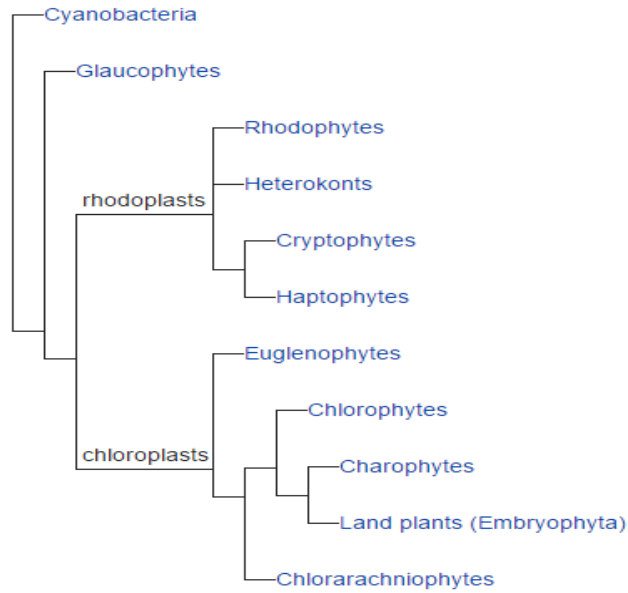 Cyanobacteria
Glaucophytes
Rhodophytes
Heterokonts
rhodoplasts
Cryptophytes
Haptophytes
Euglenophytes
Chlorophytes
chloroplasts
Charophytes
Land plants (Embryophyta)
Chlorarachniophytes